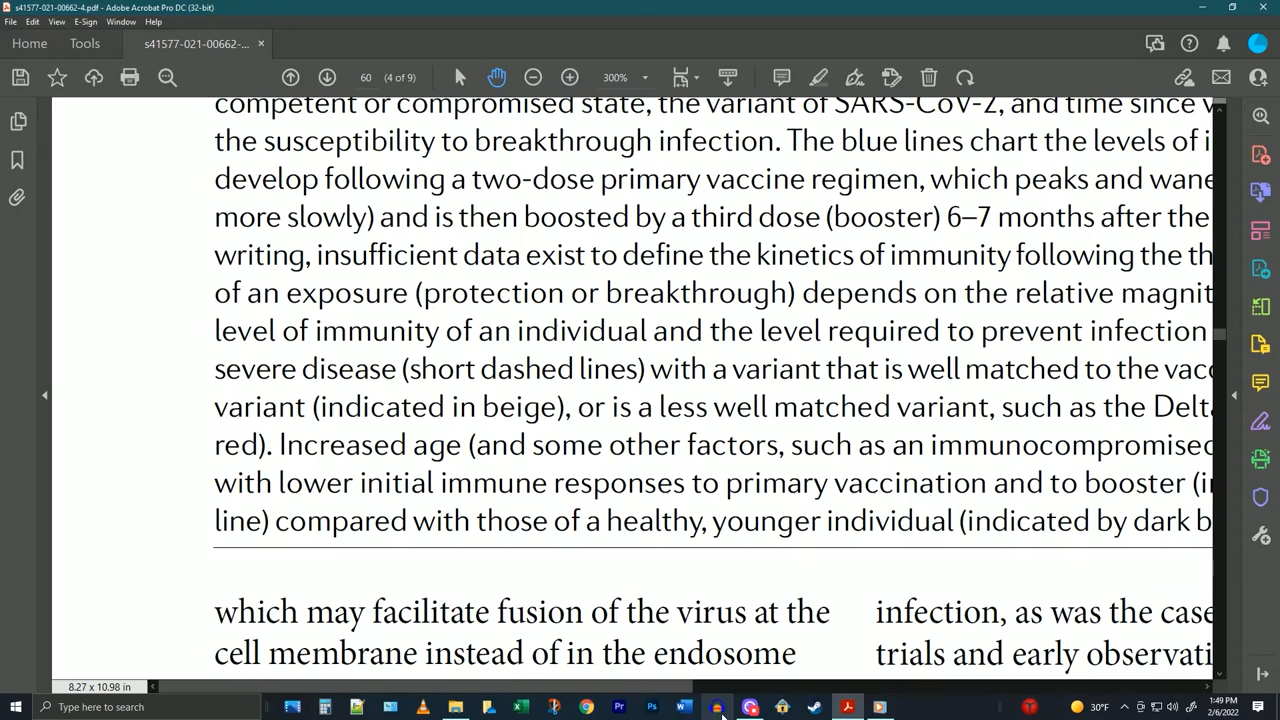 s41577-021-00662-4.pdf - Adobe Acrobat Pro DC (32-bit)
File Edit View E-Sign Window Help
Home Tools s41577-021-00662-... ×
60 (4 of 9) 300%
competent or compromised state, the variant of SARS-CoV-2, and time since v
the susceptibility to breakthrough infection. The blue lines chart the levels of i
develop following a two-dose primary vaccine regimen, which peaks and wane
more slowly) and is then boosted by a third dose (booster) 6–7 months after the
writing, insufficient data exist to define the kinetics of immunity following the th
of an exposure (protection or breakthrough) depends on the relative magnit
level of immunity of an individual and the level required to prevent infection
severe disease (short dashed lines) with a variant that is well matched to the vacc
variant (indicated in beige), or is a less well matched variant, such as the Delt
red). Increased age (and some other factors, such as an immunocompromised
with lower initial immune responses to primary vaccination and to booster (in
line) compared with those of a healthy, younger individual (indicated by dark b
which may facilitate fusion of the virus at the
cell membrane instead of in the endosome
infection, as was the case
trials and early observati
8.27 x 10.98 in
Type here to search
30°F
1:49 PM
2/6/2022